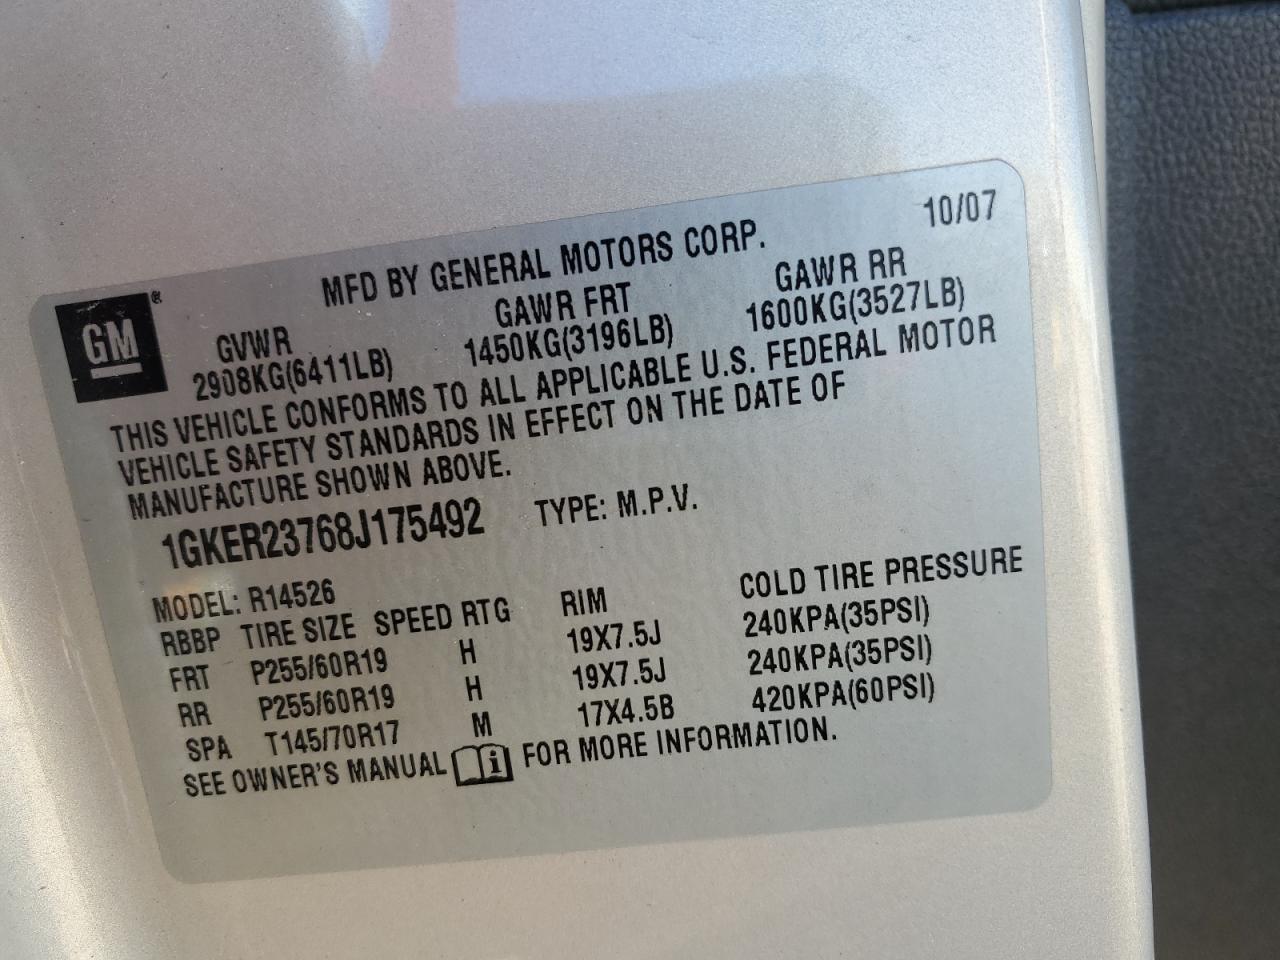 10/07
MFD BY GENERAL MOTORS CORP.
GM®
GVWR GAWR FRT GAWR RR
2908KG(6411LB) 1450KG(3196LB) 1600KG(3527LB)
THIS VEHICLE CONFORMS TO ALL APPLICABLE U.S. FEDERAL MOTOR
VEHICLE SAFETY STANDARDS IN EFFECT ON THE DATE OF
MANUFACTURE SHOWN ABOVE.
1GKER23768J175492 TYPE: M.P.V.
MODEL: R14526
RBBP TIRE SIZE SPEED RTG RIM COLD TIRE PRESSURE
FRT P255/60R19 H 19X7.5J 240KPA(35PSI)
RR P255/60R19 H 19X7.5J 240KPA(35PSI)
SPA T145/70R17 M 17X4.5B 420KPA(60PSI)
SEE OWNER'S MANUAL i FOR MORE INFORMATION.